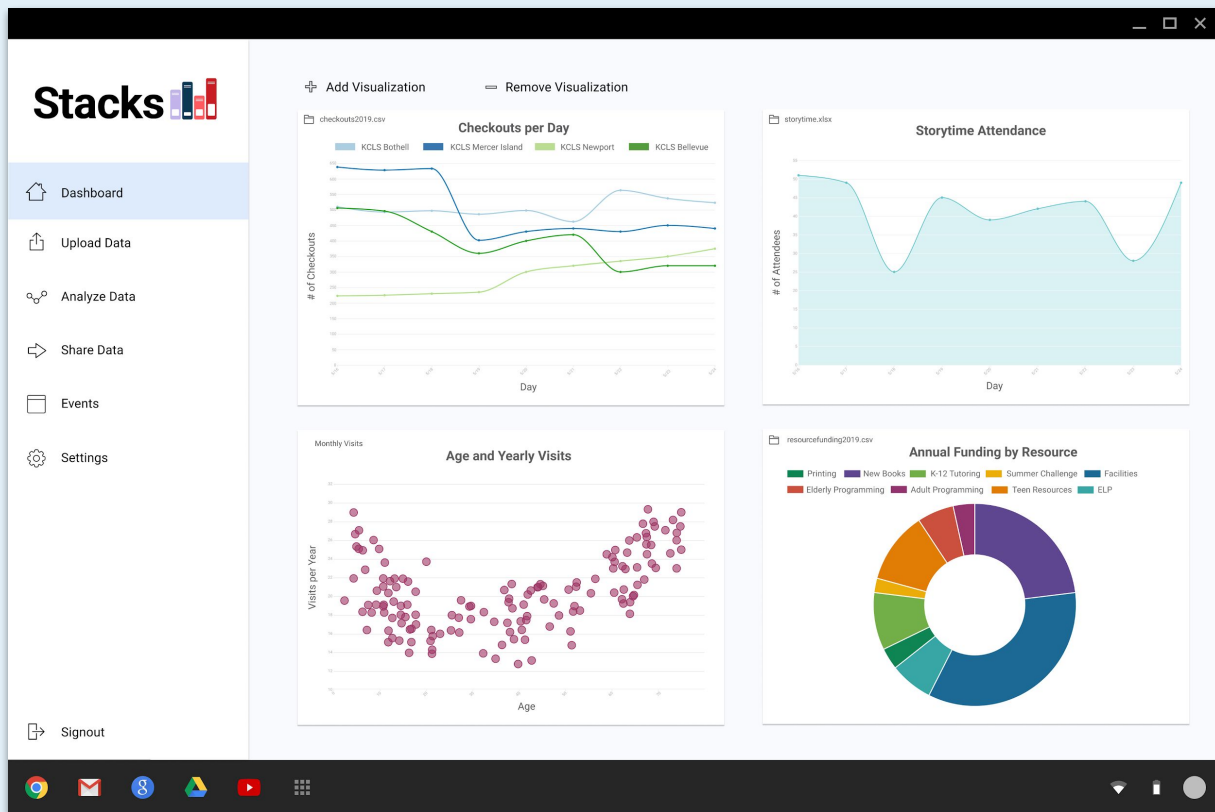 Stacks
Dashboard
Upload Data
Analyze Data
Share Data
Events
Settings
Signout
Add Visualization
Remove Visualization
checkouts2019.csv
Checkouts per Day
KCLS Bothell KCLS Mercer Island KCLS Newport KCLS Bellevue
# of Checkouts
Day
storytime.xlsx
Storytime Attendance
# of Attendees
Day
Monthly Visits
Age and Yearly Visits
Visits per Year
Age
resourcefunding2019.csv
Annual Funding by Resource
Printing New Books K-12 Tutoring Summer Challenge Facilities
Elderly Programming Adult Programming Teen Resources ELP